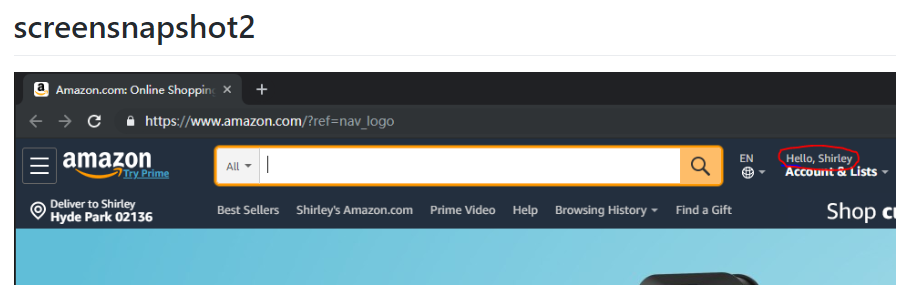 screensnapshot2
Amazon.com: Online Shopping
https://www.amazon.com/?ref=nav_logo
amazon
Try Prime
All
EN
Hello, Shirley
Account & Lists
Deliver to Shirley
Hyde Park 02136
Best Sellers Shirley's Amazon.com Prime Video Help Browsing History Find a Gift
Shop